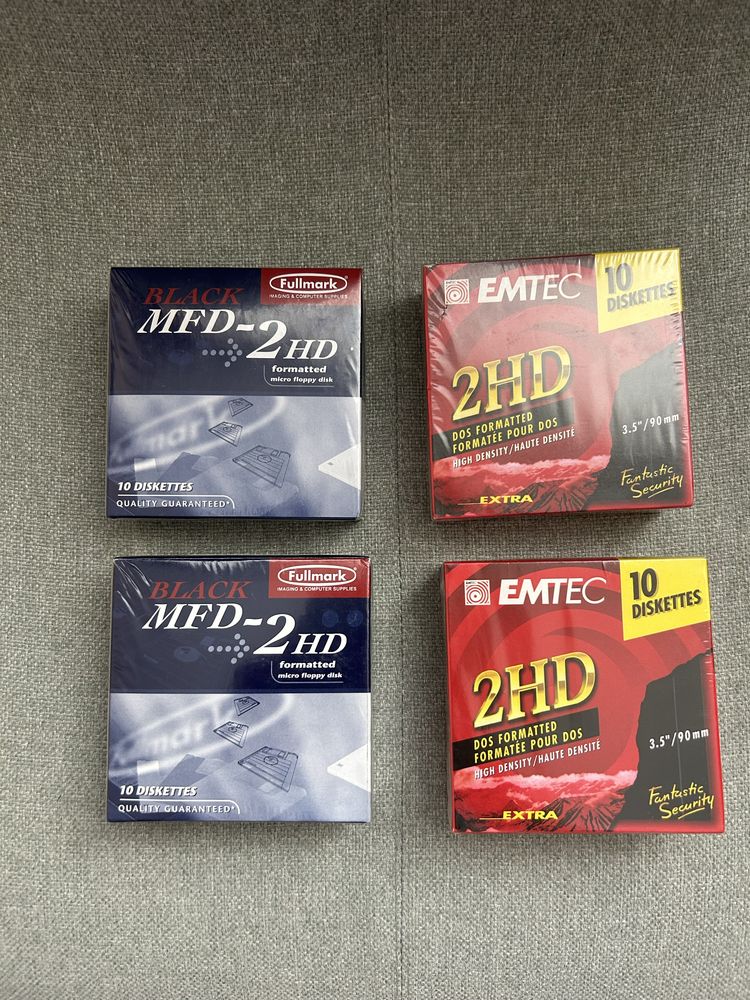 BLACK
Fullmark®
IMAGING & COMPUTER SUPPLIES
MFD-2HD
formatted
micro floppy disk
10 DISKETTES
QUALITY GUARANTEED*
EMTEC
10
DISKETTES
2HD
DOS FORMATTED
FORMATÉE POUR DOS
HIGH DENSITY/HAUTE DENSITÉ
3.5"/90mm
Fantastic
Security
EXTRA
BLACK
Fullmark®
IMAGING & COMPUTER SUPPLIES
MFD-2HD
formatted
micro floppy disk
10 DISKETTES
QUALITY GUARANTEED*
EMTEC
10
DISKETTES
2HD
DOS FORMATTED
FORMATÉE POUR DOS
HIGH DENSITY/HAUTE DENSITÉ
3.5"/90mm
Fantastic
Security
EXTRA